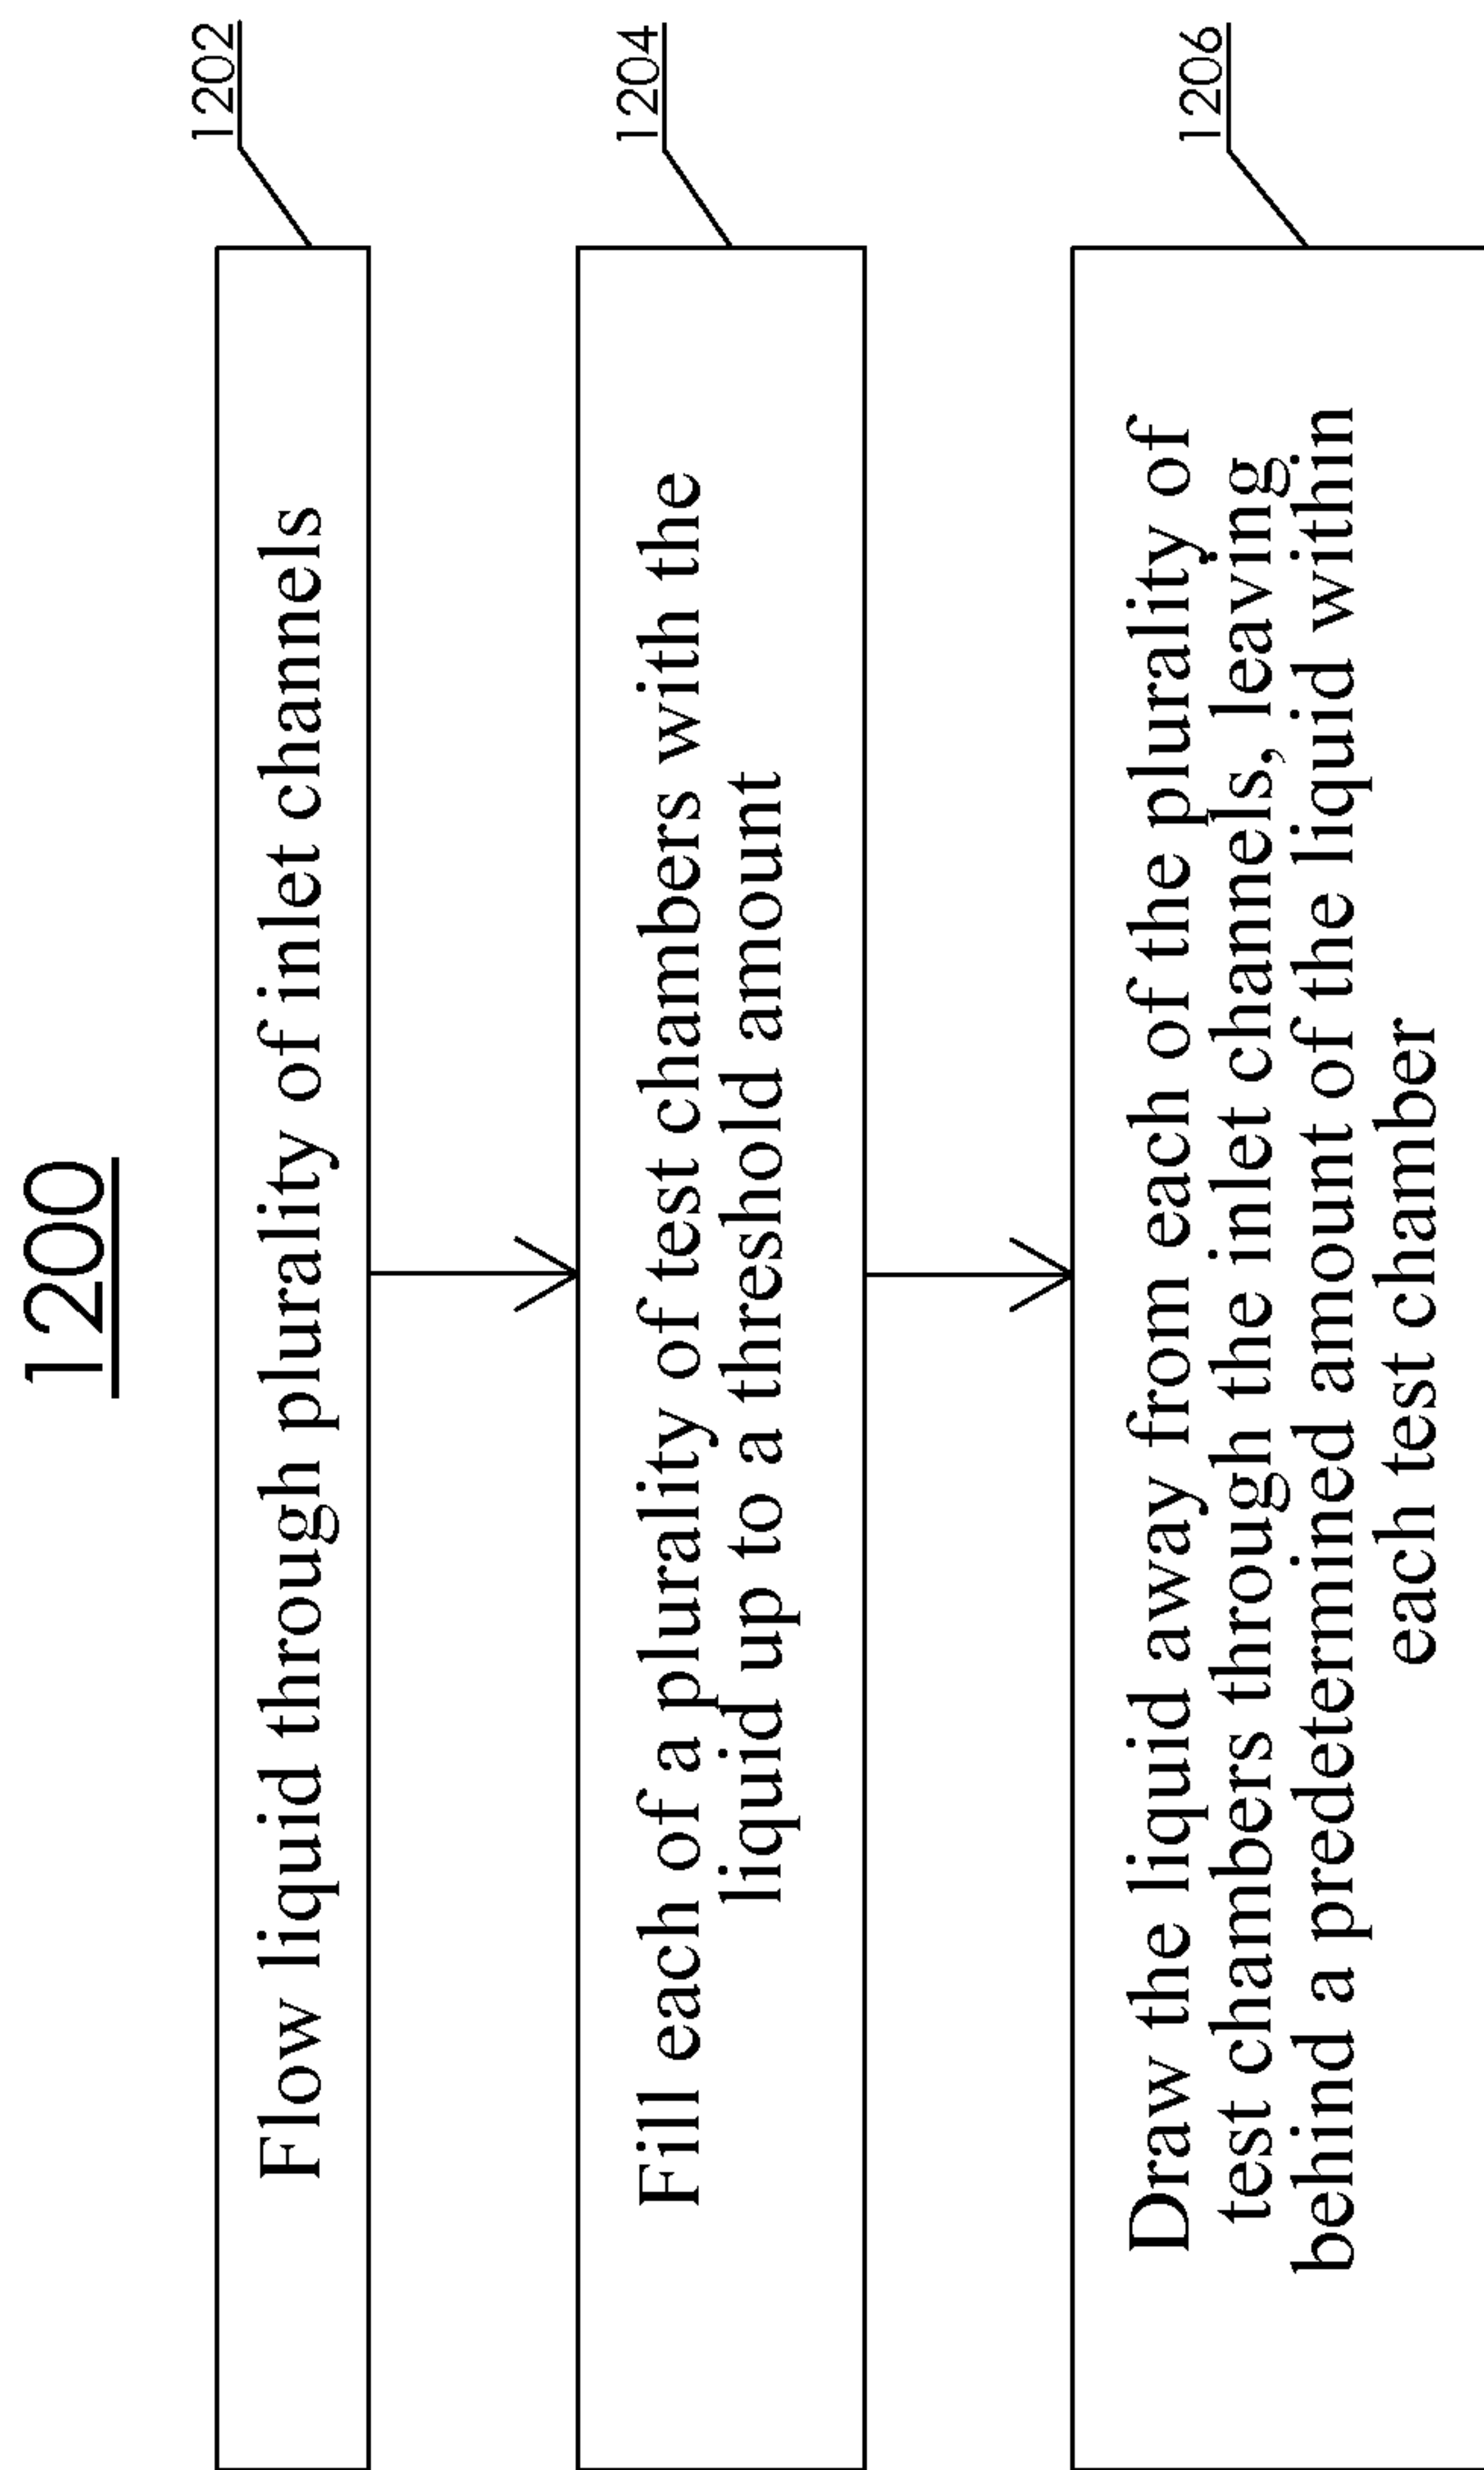 1200
1202
Flow liquid through plurality of inlet channels
1204
Fill each of a plurality of test chambers with the
liquid up to a threshold amount
1206
Draw the liquid away from each of the plurality of
test chambers through the inlet channels, leaving
behind a predetermined amount of the liquid within
each test chamber